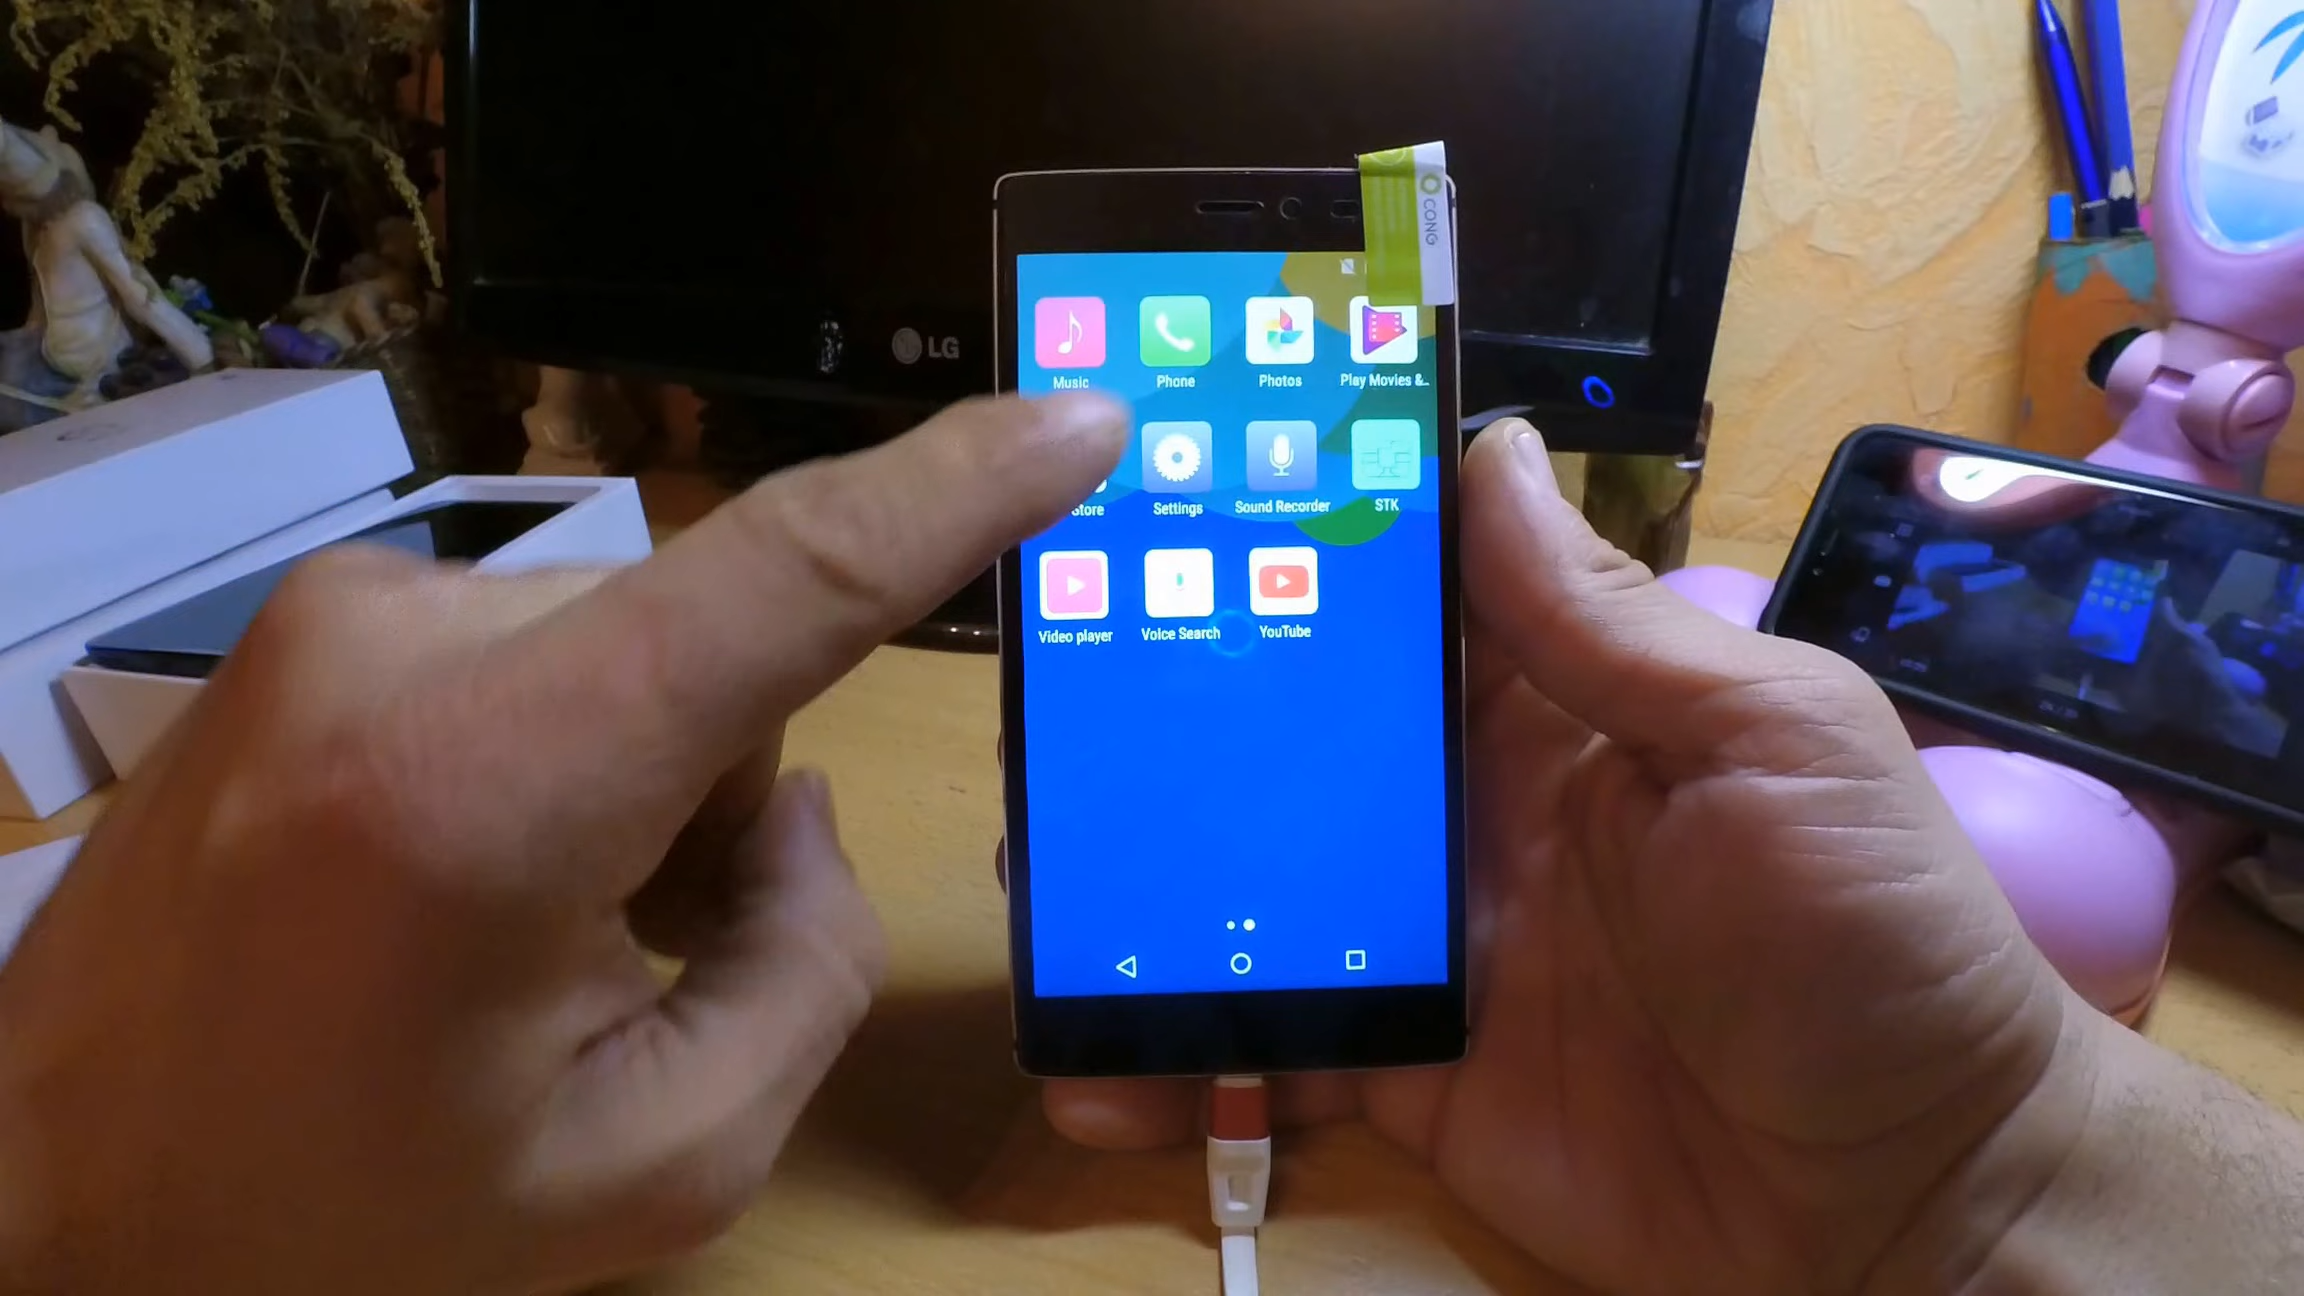 CONG
LG
Music
Phone
Photos
Play Movies &..
Store
Settings
Sound Recorder
STK
Video player
Voice Search
YouTube